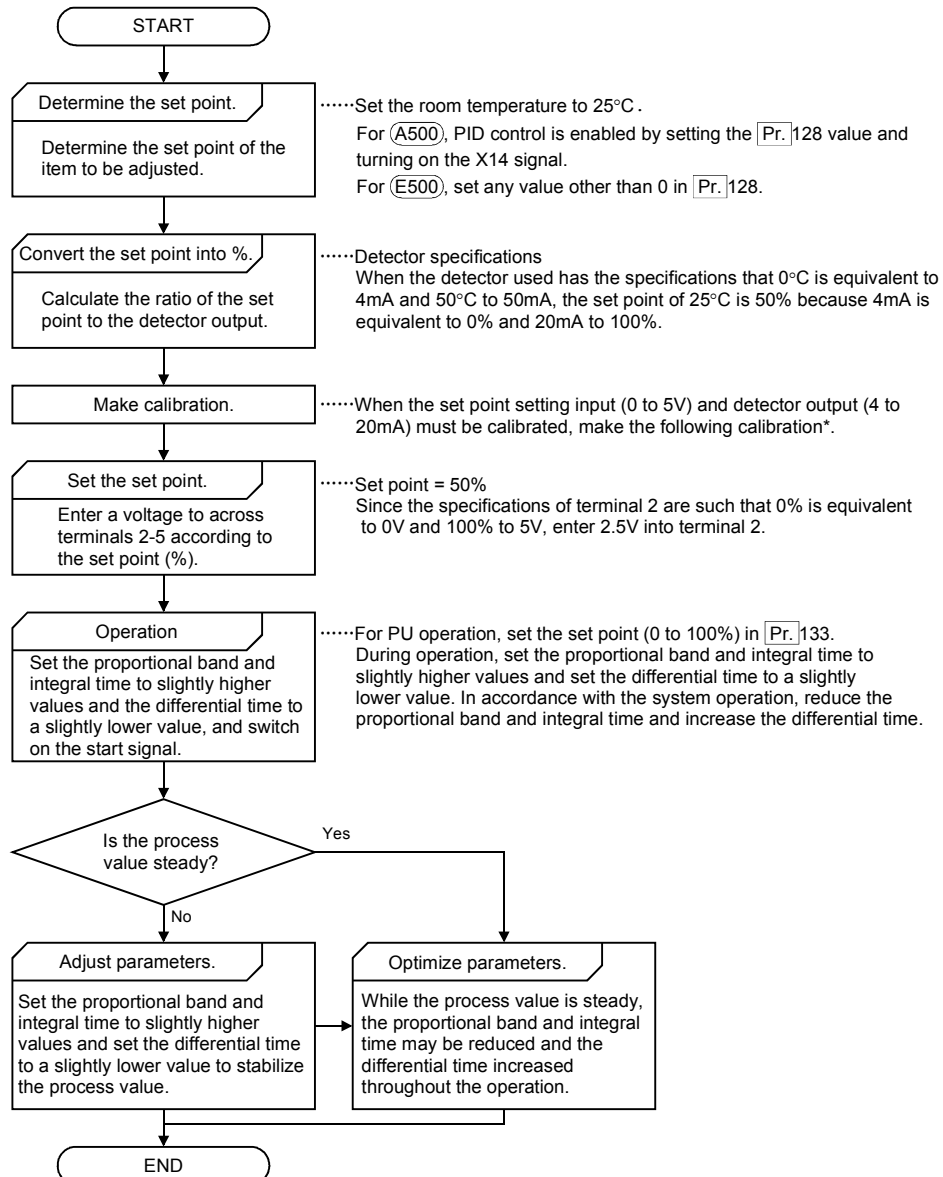 START
Determine the set point.
Determine the set point of the
item to be adjusted.
······Set the room temperature to 25°C.
For A500, PID control is enabled by setting the Pr. 128 value and
turning on the X14 signal.
For E500, set any value other than 0 in Pr. 128.
Convert the set point into %.
Calculate the ratio of the set
point to the detector output.
······Detector specifications
When the detector used has the specifications that 0°C is equivalent to
4mA and 50°C to 50mA, the set point of 25°C is 50% because 4mA is
equivalent to 0% and 20mA to 100%.
Make calibration.
······When the set point setting input (0 to 5V) and detector output (4 to
20mA) must be calibrated, make the following calibration*.
Set the set point.
Enter a voltage to across
terminals 2-5 according to
the set point (%).
······Set point = 50%
Since the specifications of terminal 2 are such that 0% is equivalent
to 0V and 100% to 5V, enter 2.5V into terminal 2.
Operation
Set the proportional band and
integral time to slightly higher
values and the differential time to
a slightly lower value, and switch
on the start signal.
······For PU operation, set the set point (0 to 100%) in Pr. 133.
During operation, set the proportional band and integral time to
slightly higher values and set the differential time to a slightly
lower value. In accordance with the system operation, reduce the
proportional band and integral time and increase the differential time.
Is the process
value steady?
Yes
No
Adjust parameters.
Set the proportional band and
integral time to slightly higher
values and set the differential time
to a slightly lower value to stabilize
the process value.
Optimize parameters.
While the process value is steady,
the proportional band and integral
time may be reduced and the
differential time increased
throughout the operation.
END